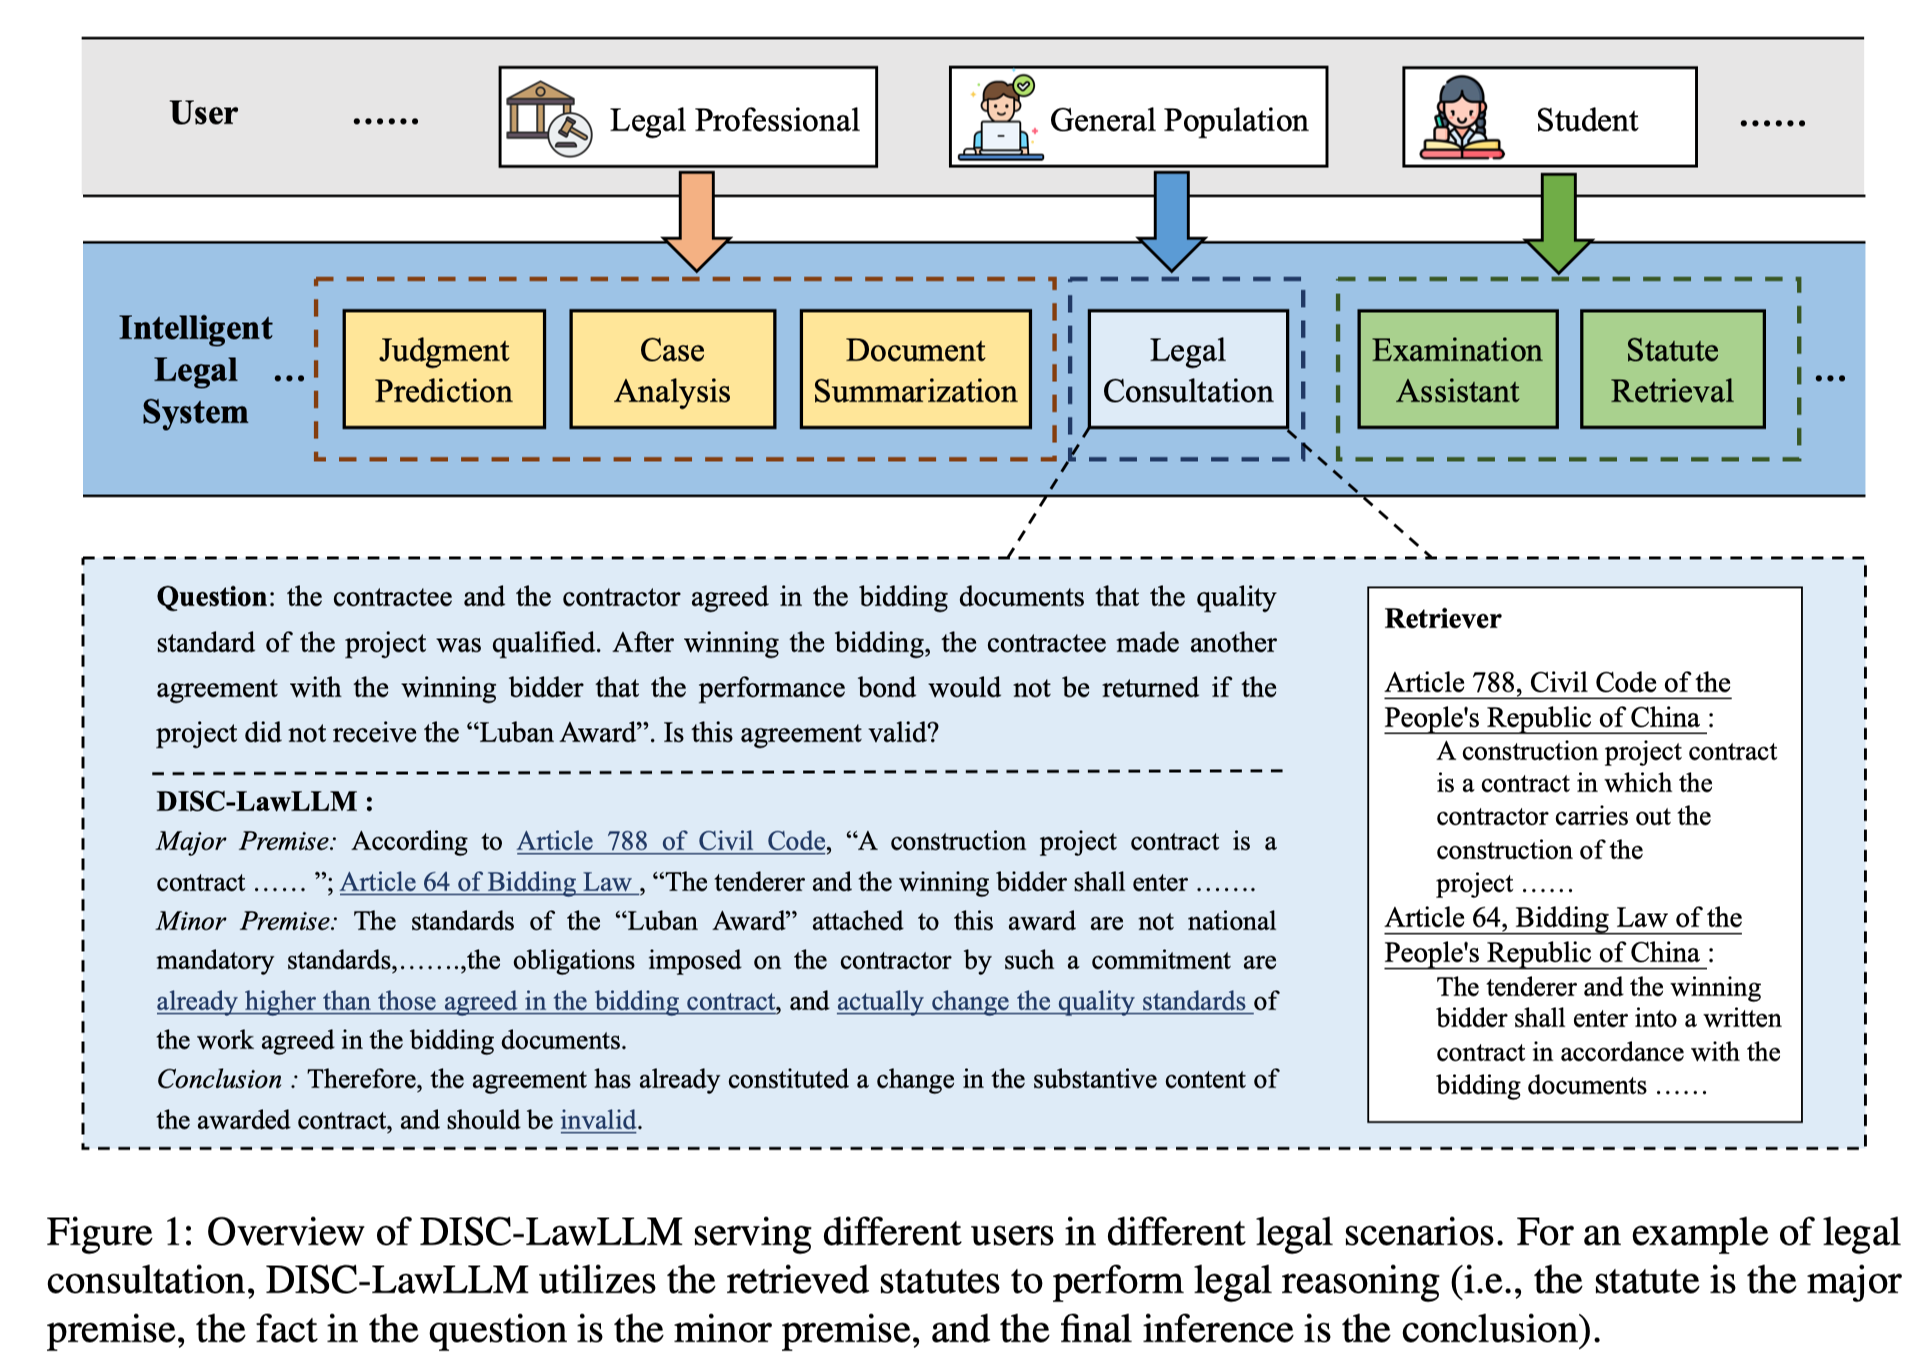 User
......
Legal Professional
General Population
Student
......
Intelligent
Legal
System
...
Judgment
Prediction
Case
Analysis
Document
Summarization
Legal
Consultation
Examination
Assistant
Statute
Retrieval
...
Question: the contractee and the contractor agreed in the bidding documents that the quality
standard of the project was qualified. After winning the bidding, the contractee made another
agreement with the winning bidder that the performance bond would not be returned if the
project did not receive the “Luban Award”. Is this agreement valid?
DISC-LawLLM :
Major Premise: According to Article 788 of Civil Code, “A construction project contract is a
contract ...... ”; Article 64 of Bidding Law , “The tenderer and the winning bidder shall enter .......
Minor Premise: The standards of the “Luban Award” attached to this award are not national
mandatory standards,.......,the obligations imposed on the contractor by such a commitment are
already higher than those agreed in the bidding contract, and actually change the quality standards of
the work agreed in the bidding documents.
Conclusion : Therefore, the agreement has already constituted a change in the substantive content of
the awarded contract, and should be invalid.
Retriever
Article 788, Civil Code of the
People's Republic of China :
A construction project contract
is a contract in which the
contractor carries out the
construction of the
project ......
Article 64, Bidding Law of the
People's Republic of China :
The tenderer and the winning
bidder shall enter into a written
contract in accordance with the
bidding documents ......
Figure 1: Overview of DISC-LawLLM serving different users in different legal scenarios. For an example of legal
consultation, DISC-LawLLM utilizes the retrieved statutes to perform legal reasoning (i.e., the statute is the major
premise, the fact in the question is the minor premise, and the final inference is the conclusion).